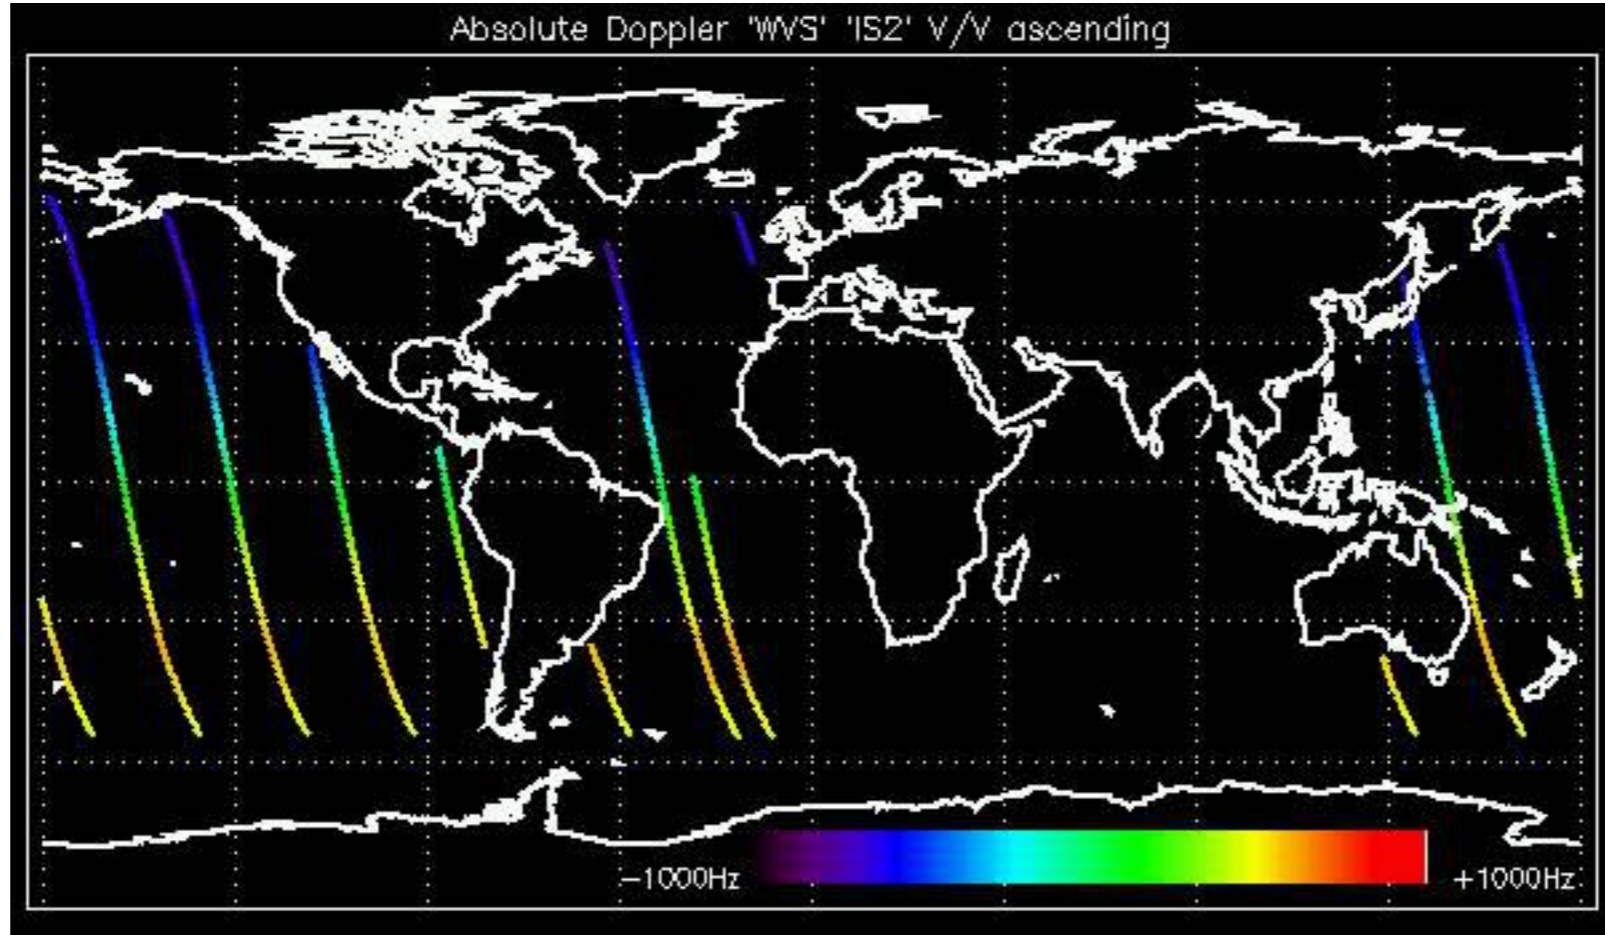 Absolute Doppler 'WVS' 'IS2' V/V ascending
-1000Hz +1000Hz